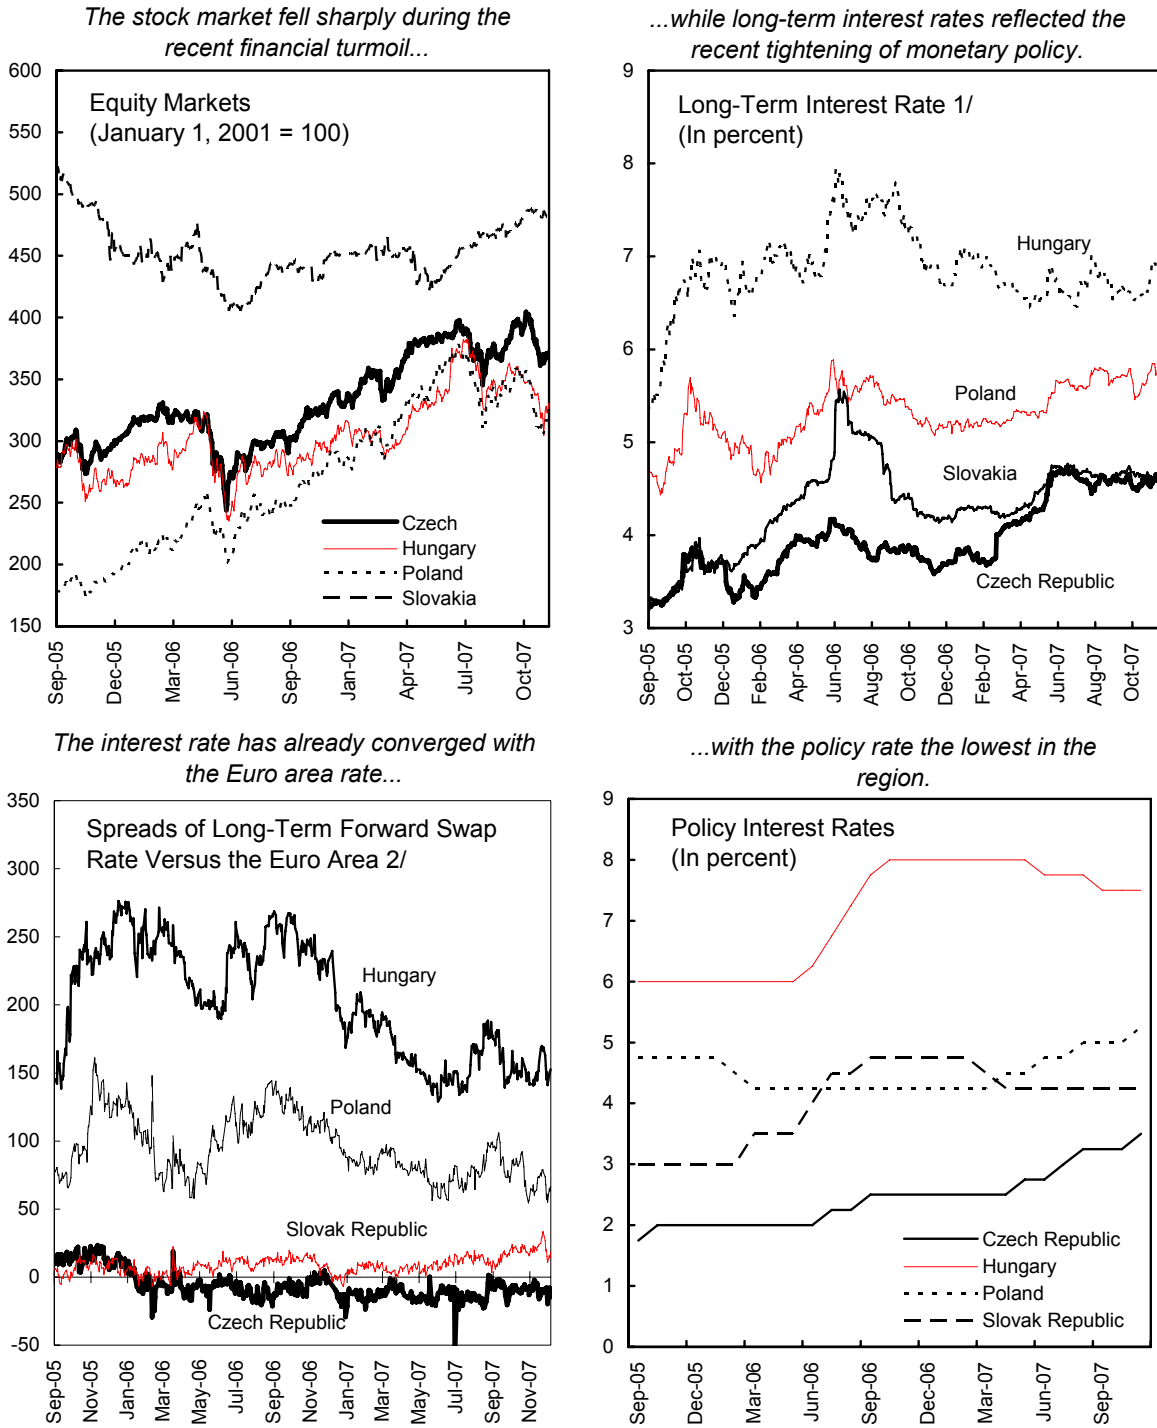 The stock market fell sharply during the
recent financial turmoil...
600
550
500
450
400
350
300
250
200
150
Equity Markets
(January 1, 2001 = 100)
Czech
Hungary
Poland
Slovakia
Sep-05
Dec-05
Mar-06
Jun-06
Sep-06
Jan-07
Apr-07
Jul-07
Oct-07
...while long-term interest rates reflected the
recent tightening of monetary policy.
9
8
7
6
5
4
3
Long-Term Interest Rate 1/
(In percent)
Hungary
Poland
Slovakia
Czech Republic
Sep-05
Oct-05
Dec-05
Feb-06
Apr-06
Jun-06
Aug-06
Oct-06
Dec-06
Feb-07
Apr-07
Jun-07
Aug-07
Oct-07
The interest rate has already converged with
the Euro area rate...
350
300
250
200
150
100
50
0
-50
Spreads of Long-Term Forward Swap
Rate Versus the Euro Area 2/
Hungary
Poland
Slovak Republic
Czech Republic
Sep-05
Nov-05
Jan-06
Mar-06
May-06
Jul-06
Sep-06
Nov-06
Jan-07
Mar-07
May-07
Jul-07
Sep-07
Nov-07
...with the policy rate the lowest in the
region.
9
8
7
6
5
4
3
2
1
0
Policy Interest Rates
(In percent)
Czech Republic
Hungary
Poland
Slovak Republic
Sep-05
Dec-05
Mar-06
Jun-06
Sep-06
Dec-06
Mar-07
Jun-07
Sep-07